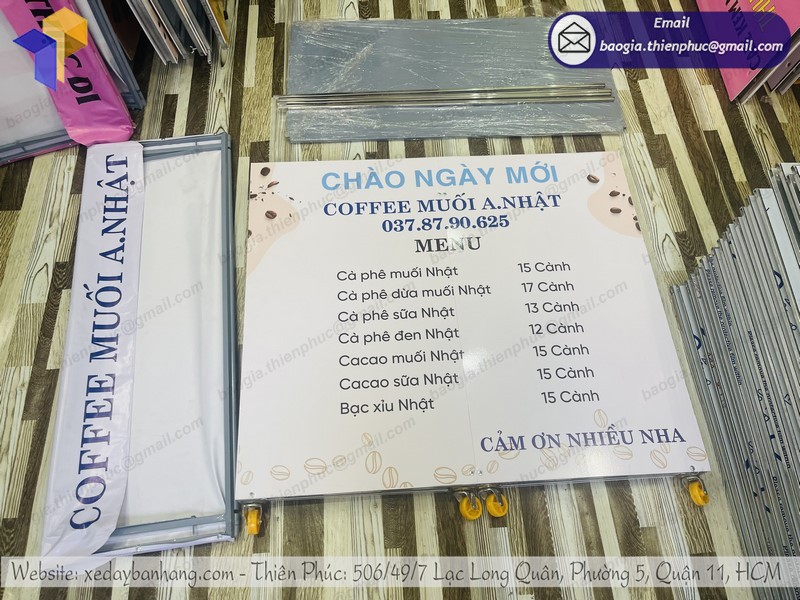 Email
baogia.thienphuc@gmail.com
CHÀO NGÀY MỚI
COFFEE MUỐI A.NHẬT
037.87.90.625
MENU
Cà phê muối Nhật 15 Cành
Cà phê dừa muối Nhật 17 Cành
Cà phê sữa Nhật 13 Cành
Cà phê đen Nhật 12 Cành
Cacao muối Nhật 15 Cành
Cacao sữa Nhật 15 Cành
Bạc xỉu Nhật 15 Cành
CẢM ƠN NHIỀU NHA
COFFEE MUỐI A.NHẬT
baogia.thienphuc@gmail.com
Website: xedaybanhang.com - Thiên Phúc: 506/49/7 Lạc Long Quân, Phường 5, Quận 11, HCM